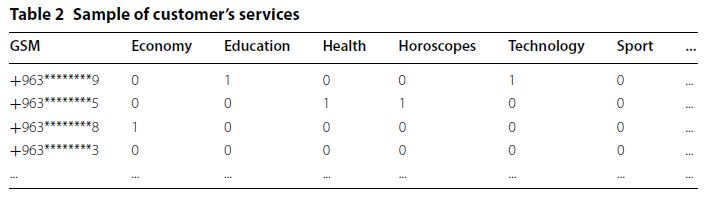 Table 2 Sample of customer's services
GSM Economy Education Health Horoscopes Technology Sport ...
+963********9 0 1 0 0 1 0 ...
+963********5 0 0 1 1 0 0 ...
+963********8 1 0 0 0 0 0 ...
+963********3 0 0 0 0 0 0 ...
... ... ... ... ... ... ... ...